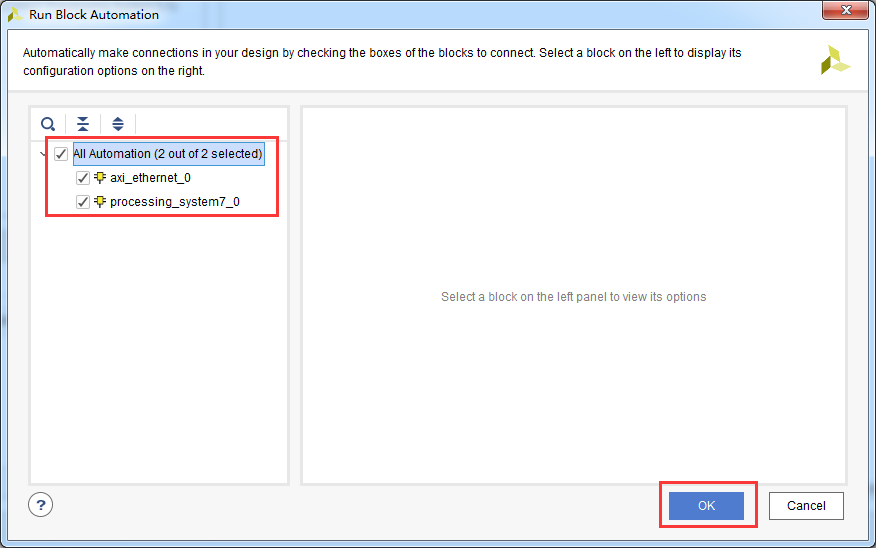 Run Block Automation
Automatically make connections in your design by checking the boxes of the blocks to connect. Select a block on the left to display its
configuration options on the right.
All Automation (2 out of 2 selected)
axi_ethernet_0
processing_system7_0
Select a block on the left panel to view its options
?
OK
Cancel